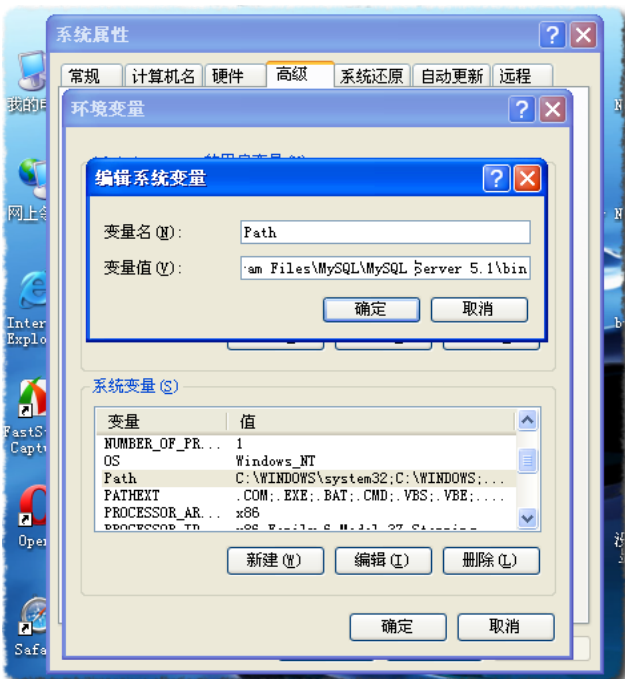 系统属性
常规 计算机名 硬件 高级 系统还原 自动更新 远程
我的
环境变量
编辑系统变量
网上
变量名(N): Path
变量值(V): am Files\MySQL\MySQL Server 5.1\bin
确定 取消
Inter
Explo
系统变量(S)
变量 值
NUMBER_OF_PR... 1
OS Windows_NT
Path C:\WINDOWS\system32;C:\WINDOWS;...
PATHEXT .COM;.EXE;.BAT;.CMD;.VBS;.VBE;....
PROCESSOR_AR... x86
FastS
Capt
新建(W) 编辑(I) 删除(L)
Oper
确定 取消
Safa